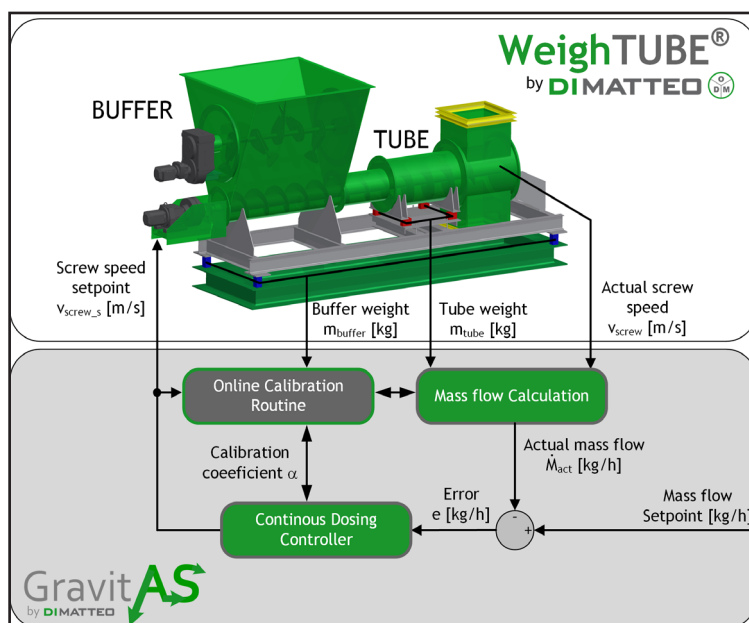 WeighTUBE®
by DI MATTEO
O D M
BUFFER
TUBE
Screw speed
setpoint
vscrew_s [m/s]
Buffer weight
mbuffer [kg]
Tube weight
mtube [kg]
Actual screw
speed
vscrew [m/s]
Online Calibration
Routine
Mass flow Calculation
Calibration
coeeficient α
Actual mass flow
Ṁact [kg/h]
Error
e [kg/h]
-
+
Mass flow
Setpoint [kg/h]
Continous Dosing
Controller
GravitAS
by DIMATTEO